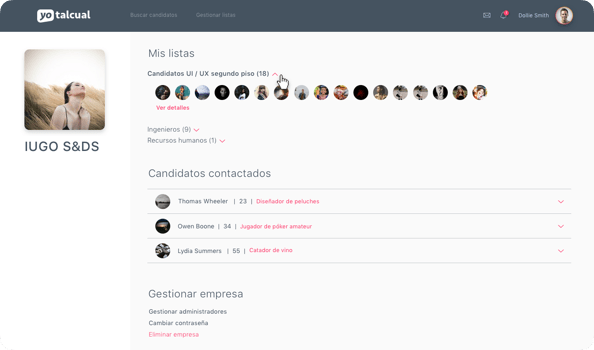 yo talcual
Buscar candidatos
Gestionar listas
4
Dollie Smith
IUGO S&DS
Mis listas
Candidatos UI / UX segundo piso (18)
Ver detalles
Ingenieros (9)
Recursos humanos (1)
Candidatos contactados
Thomas Wheeler | 23 | Diseñador de peluches
Owen Boone | 34 | Jugador de póker amateur
Lydia Summers | 55 | Catador de vino
Gestionar empresa
Gestionar administradores
Cambiar contraseña
Eliminar empresa